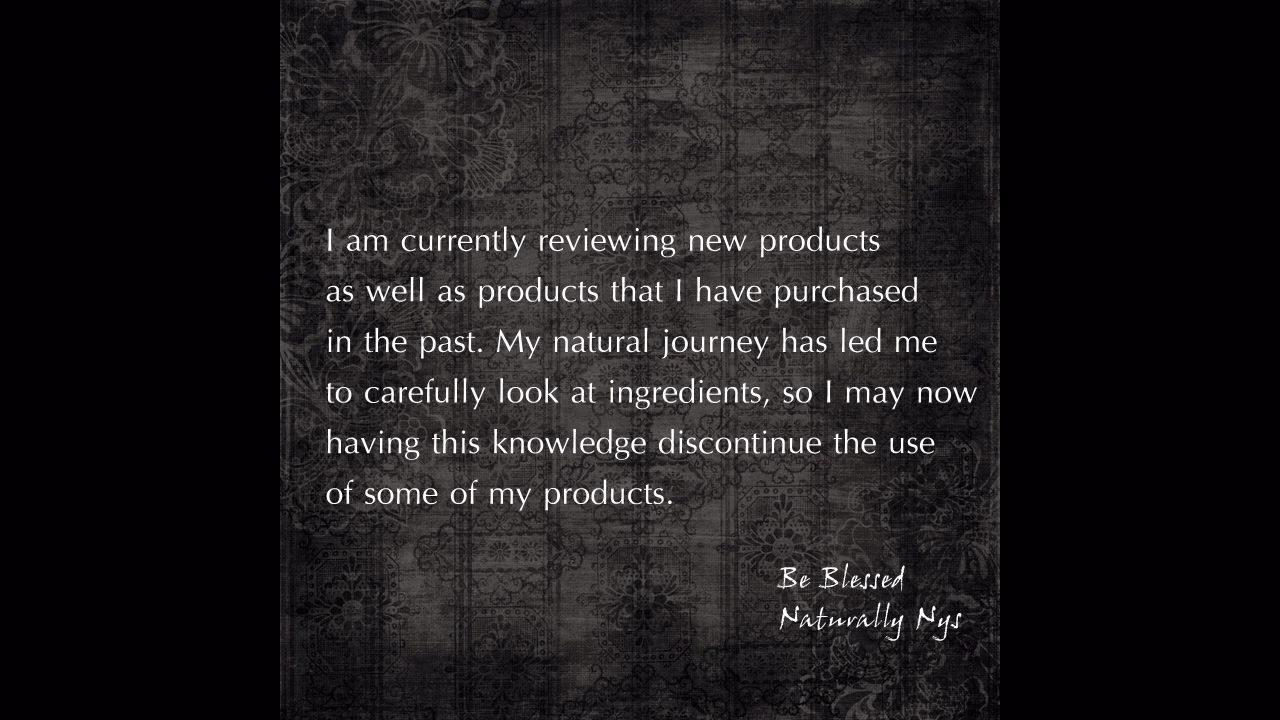 I am currently reviewing new products
as well as products that I have purchased
in the past. My natural journey has led me
to carefully look at ingredients, so I may now
having this knowledge discontinue the use
of some of my products.
Be Blessed
Naturally Nys